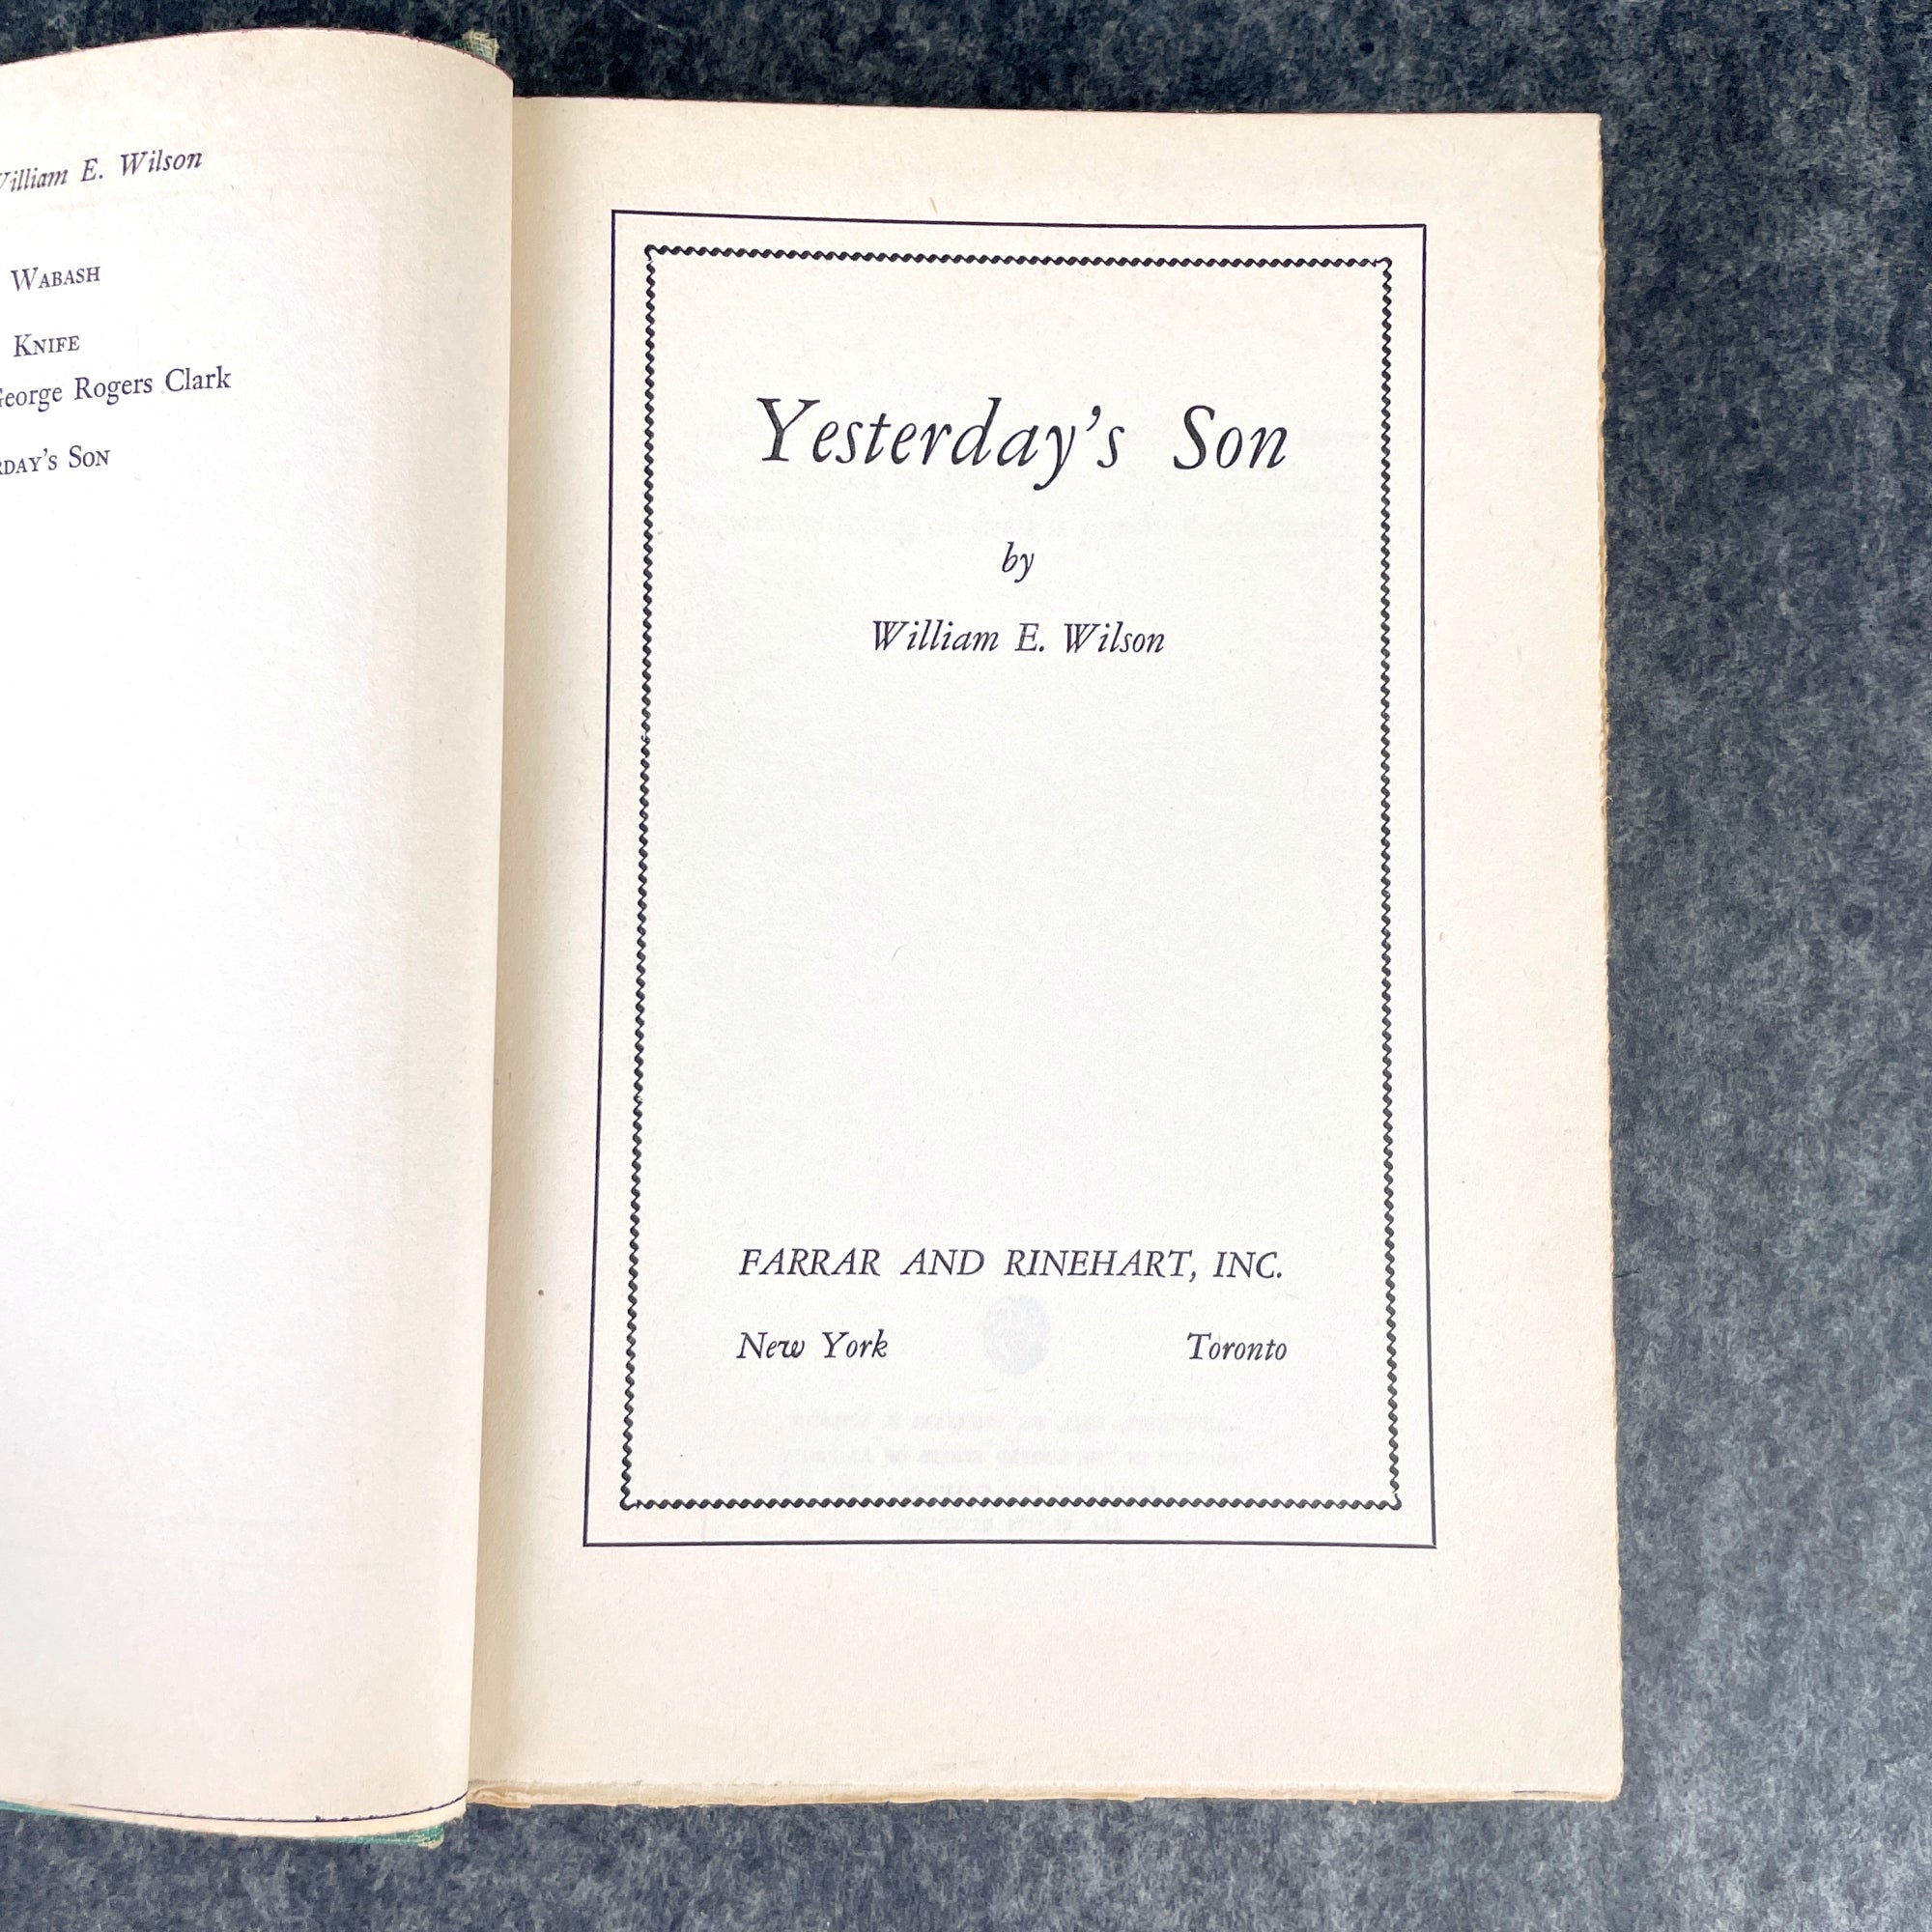 William E. Wilson
WABASH
KNIFE
George Rogers Clark
RDAY'S SON
Yesterday's Son
by
William E. Wilson
FARRAR AND RINEHART, INC.
New York Toronto